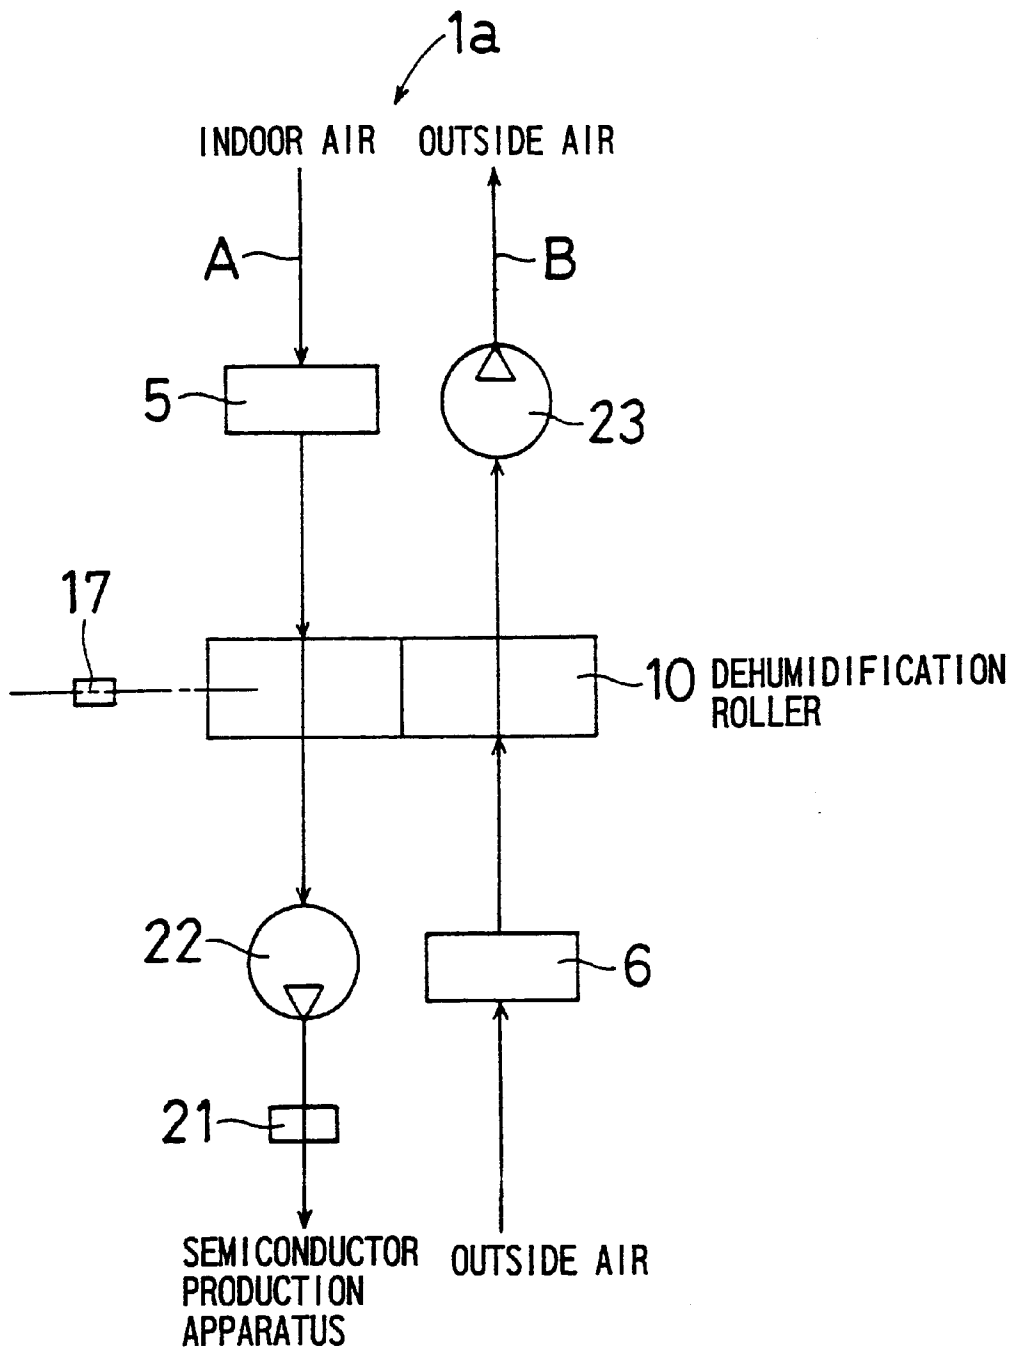 1a
INDOOR AIR OUTSIDE AIR
A B
5 23
17
10 DEHUMIDIFICATION
ROLLER
22 6
21
SEMICONDUCTOR
PRODUCTION
APPARATUS
OUTSIDE AIR